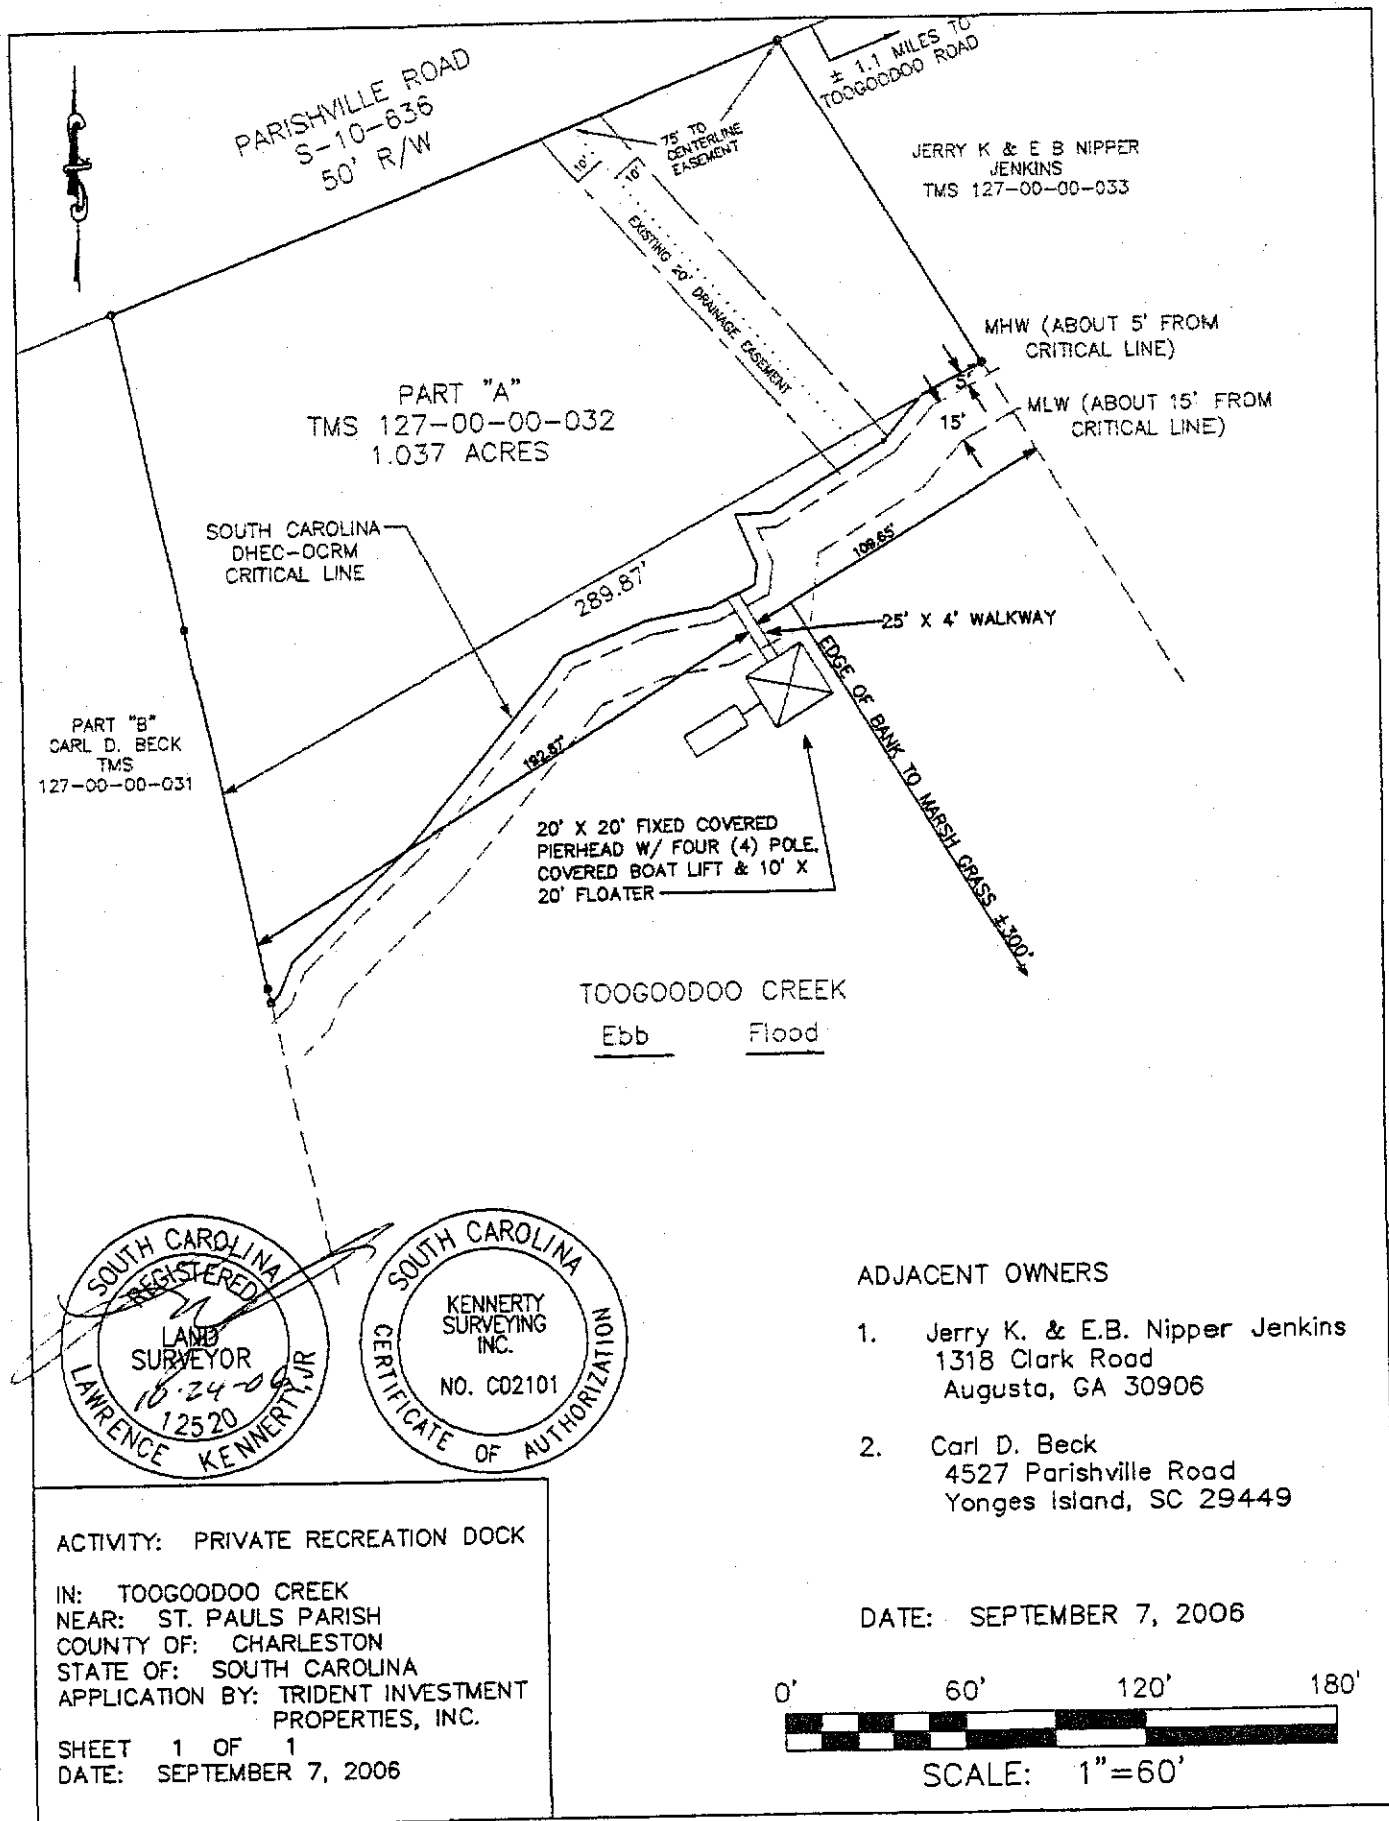 PARISHVILLE ROAD
S-10-636
50' R/W
± 1.1 MILES TO
TOOGOODOO ROAD
75' TO
CENTERLINE
EASEMENT
10'
10'
EXISTING 20' DRAINAGE EASEMENT
JERRY K & E B NIPPER
JENKINS
TMS 127-00-00-033
MHW (ABOUT 5' FROM
CRITICAL LINE)
5'
MLW (ABOUT 15' FROM
CRITICAL LINE)
15'
PART "A"
TMS 127-00-00-032
1.037 ACRES
SOUTH CAROLINA
DHEC-OCRM
CRITICAL LINE
289.87'
109.65'
25' X 4' WALKWAY
EDGE OF BANK TO MARSH GRASS ±300'
PART "B"
CARL D. BECK
TMS
127-00-00-031
192.87'
20' X 20' FIXED COVERED
PIERHEAD W/ FOUR (4) POLE,
COVERED BOAT LIFT & 10' X
20' FLOATER
TOOGOODOO CREEK
Ebb Flood
SOUTH CAROLINA
REGISTERED
LAND
SURVEYOR
10-24-06
12520
LAWRENCE KENNERTY, JR
SOUTH CAROLINA
KENNERTY
SURVEYING
INC.
NO. C02101
CERTIFICATE OF AUTHORIZATION
ADJACENT OWNERS
1. Jerry K. & E.B. Nipper Jenkins
1318 Clark Road
Augusta, GA 30906
2. Carl D. Beck
4527 Parishville Road
Yonges Island, SC 29449
ACTIVITY: PRIVATE RECREATION DOCK
IN: TOOGOODOO CREEK
NEAR: ST. PAULS PARISH
COUNTY OF: CHARLESTON
STATE OF: SOUTH CAROLINA
APPLICATION BY: TRIDENT INVESTMENT
PROPERTIES, INC.
SHEET 1 OF 1
DATE: SEPTEMBER 7, 2006
DATE: SEPTEMBER 7, 2006
0' 60' 120' 180'
SCALE: 1"=60'